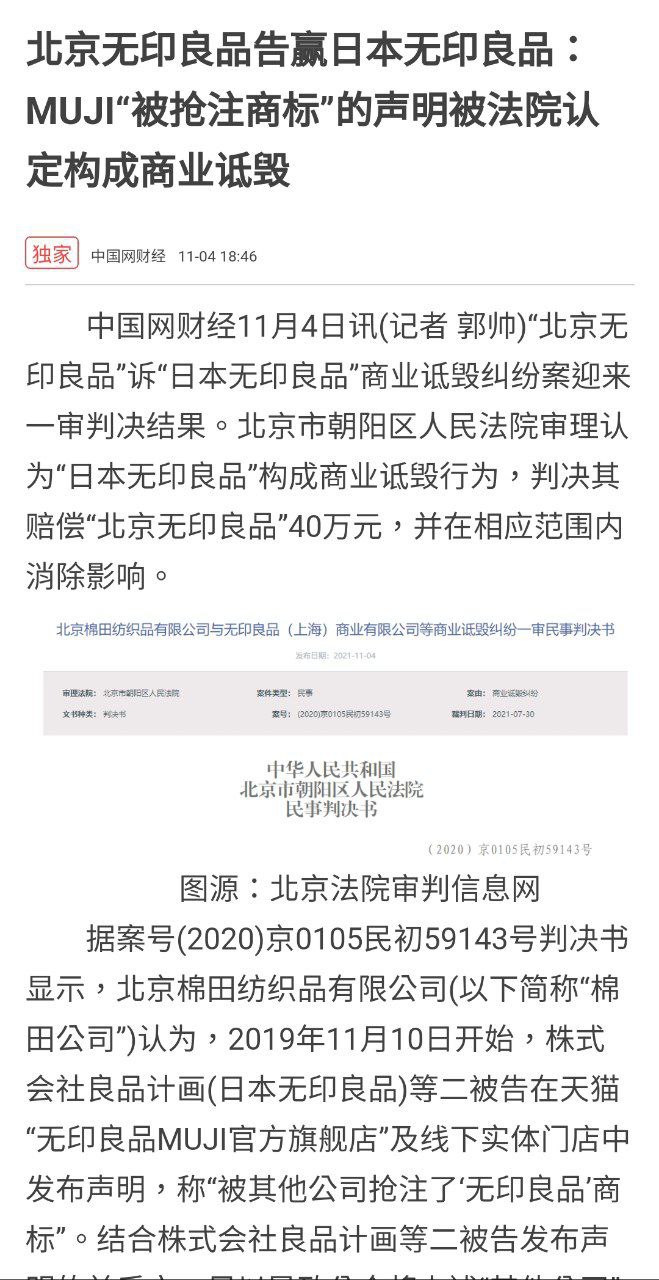 北京无印良品告赢日本无印良品：
MUJI“被抢注商标”的声明被法院认
定构成商业诋毁
独家 中国网财经 11-04 18:46
中国网财经11月4日讯(记者 郭帅)“北京无
印良品”诉“日本无印良品”商业诋毁纠纷案迎来
一审判决结果。北京市朝阳区人民法院审理认
为“日本无印良品”构成商业诋毁行为，判决其
赔偿“北京无印良品”40万元，并在相应范围内
消除影响。
北京棉田纺织品有限公司与无印良品（上海）商业有限公司等商业诋毁纠纷一审民事判决书
发布日期：2021-11-04
审理法院：北京市朝阳区人民法院 案件类型：民事 案由：商业诋毁纠纷
文书种类：判决书 案号：(2020)京0105民初59143号 裁判日期：2021-07-30
中华人民共和国
北京市朝阳区人民法院
民事判决书
（2020）京0105民初59143号
图源：北京法院审判信息网
据案号(2020)京0105民初59143号判决书
显示，北京棉田纺织品有限公司(以下简称“棉
田公司”)认为，2019年11月10日开始，株式
会社良品计画(日本无印良品)等二被告在天猫
“无印良品MUJI官方旗舰店”及线下实体门店中
发布声明，称“被其他公司抢注了‘无印良品’商
标”。结合株式会社良品计画等二被告发布声